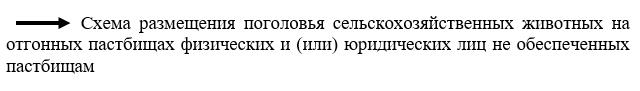 Схема размещения поголовья сельскохозяйственных животных на
отгонных пастбищах физических и (или) юридических лиц не обеспеченных
пастбищам